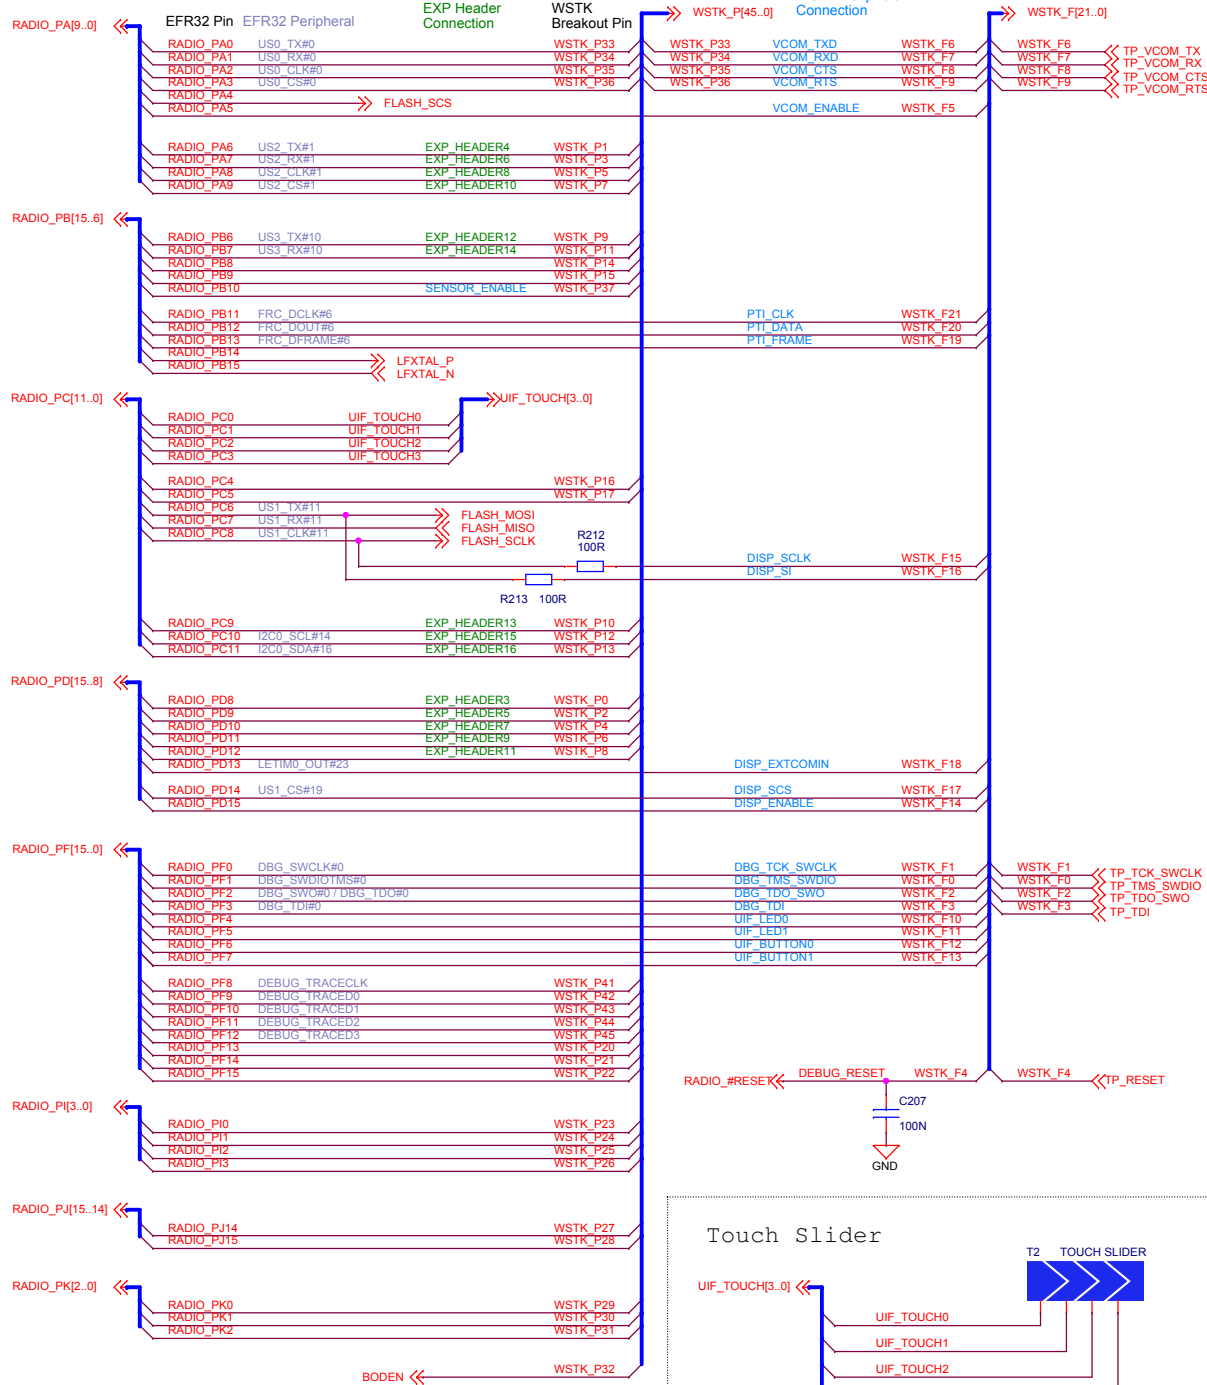 RADIO_PA[9..0]
EFR32 Pin EFR32 Peripheral
EXP Header
Connection
WSTK
Breakout Pin
WSTK_P[45..0]
Connection
WSTK_F[21..0]
RADIO_PA0 US0_TX#0 WSTK_P33 WSTK_P33 VCOM_TXD WSTK_F6 WSTK_F6 TP_VCOM_TX
RADIO_PA1 US0_RX#0 WSTK_P34 WSTK_P34 VCOM_RXD WSTK_F7 WSTK_F7 TP_VCOM_RX
RADIO_PA2 US0_CLK#0 WSTK_P35 WSTK_P35 VCOM_CTS WSTK_F8 WSTK_F8 TP_VCOM_CTS
RADIO_PA3 US0_CS#0 WSTK_P36 WSTK_P36 VCOM_RTS WSTK_F9 WSTK_F9 TP_VCOM_RTS
RADIO_PA4 FLASH_SCS
RADIO_PA5 VCOM_ENABLE WSTK_F5
RADIO_PA6 US2_TX#1 EXP_HEADER4 WSTK_P1
RADIO_PA7 US2_RX#1 EXP_HEADER6 WSTK_P3
RADIO_PA8 US2_CLK#1 EXP_HEADER8 WSTK_P5
RADIO_PA9 US2_CS#1 EXP_HEADER10 WSTK_P7
RADIO_PB[15..6]
RADIO_PB6 US3_TX#10 EXP_HEADER12 WSTK_P9
RADIO_PB7 US3_RX#10 EXP_HEADER14 WSTK_P11
RADIO_PB8 WSTK_P14
RADIO_PB9 WSTK_P15
RADIO_PB10 SENSOR_ENABLE WSTK_P37
RADIO_PB11 FRC_DCLK#6 PTI_CLK WSTK_F21
RADIO_PB12 FRC_DOUT#6 PTI_DATA WSTK_F20
RADIO_PB13 FRC_DFRAME#6 PTI_FRAME WSTK_F19
RADIO_PB14 LFXTAL_P
RADIO_PB15 LFXTAL_N
RADIO_PC[11..0] UIF_TOUCH[3..0]
RADIO_PC0 UIF_TOUCH0
RADIO_PC1 UIF_TOUCH1
RADIO_PC2 UIF_TOUCH2
RADIO_PC3 UIF_TOUCH3
RADIO_PC4 WSTK_P16
RADIO_PC5 WSTK_P17
RADIO_PC6 US1_TX#11 FLASH_MOSI
RADIO_PC7 US1_RX#11 FLASH_MISO
RADIO_PC8 US1_CLK#11 FLASH_SCLK
R212
100R
DISP_SCLK WSTK_F15
DISP_SI WSTK_F16
R213 100R
RADIO_PC9 EXP_HEADER13 WSTK_P10
RADIO_PC10 I2C0_SCL#14 EXP_HEADER15 WSTK_P12
RADIO_PC11 I2C0_SDA#16 EXP_HEADER16 WSTK_P13
RADIO_PD[15..8]
RADIO_PD8 EXP_HEADER3 WSTK_P0
RADIO_PD9 EXP_HEADER5 WSTK_P2
RADIO_PD10 EXP_HEADER7 WSTK_P4
RADIO_PD11 EXP_HEADER9 WSTK_P6
RADIO_PD12 EXP_HEADER11 WSTK_P8
RADIO_PD13 LETIM0_OUT#23 DISP_EXTCOMIN WSTK_F18
RADIO_PD14 US1_CS#19 DISP_SCS WSTK_F17
RADIO_PD15 DISP_ENABLE WSTK_F14
RADIO_PF[15..0]
RADIO_PF0 DBG_SWCLK#0 DBG_TCK_SWCLK WSTK_F1 WSTK_F1 TP_TCK_SWCLK
RADIO_PF1 DBG_SWDIOTMS#0 DBG_TMS_SWDIO WSTK_F0 WSTK_F0 TP_TMS_SWDIO
RADIO_PF2 DBG_SWO#0 / DBG_TDO#0 DBG_TDO_SWO WSTK_F2 WSTK_F2 TP_TDO_SWO
RADIO_PF3 DBG_TDI#0 DBG_TDI WSTK_F3 WSTK_F3 TP_TDI
RADIO_PF4 UIF_LED0 WSTK_F10
RADIO_PF5 UIF_LED1 WSTK_F11
RADIO_PF6 UIF_BUTTON0 WSTK_F12
RADIO_PF7 UIF_BUTTON1 WSTK_F13
RADIO_PF8 DEBUG_TRACECLK WSTK_P41
RADIO_PF9 DEBUG_TRACED0 WSTK_P42
RADIO_PF10 DEBUG_TRACED1 WSTK_P43
RADIO_PF11 DEBUG_TRACED2 WSTK_P44
RADIO_PF12 DEBUG_TRACED3 WSTK_P45
RADIO_PF13 WSTK_P20
RADIO_PF14 WSTK_P21
RADIO_PF15 WSTK_P22
RADIO_#RESET DEBUG_RESET WSTK_F4 WSTK_F4 TP_RESET
C207
100N
GND
RADIO_PI[3..0]
RADIO_PI0 WSTK_P23
RADIO_PI1 WSTK_P24
RADIO_PI2 WSTK_P25
RADIO_PI3 WSTK_P26
RADIO_PJ[15..14]
RADIO_PJ14 WSTK_P27
RADIO_PJ15 WSTK_P28
RADIO_PK[2..0]
RADIO_PK0 WSTK_P29
RADIO_PK1 WSTK_P30
RADIO_PK2 WSTK_P31
BODEN WSTK_P32
Touch Slider
T2 TOUCH SLIDER
UIF_TOUCH[3..0]
UIF_TOUCH0
UIF_TOUCH1
UIF_TOUCH2